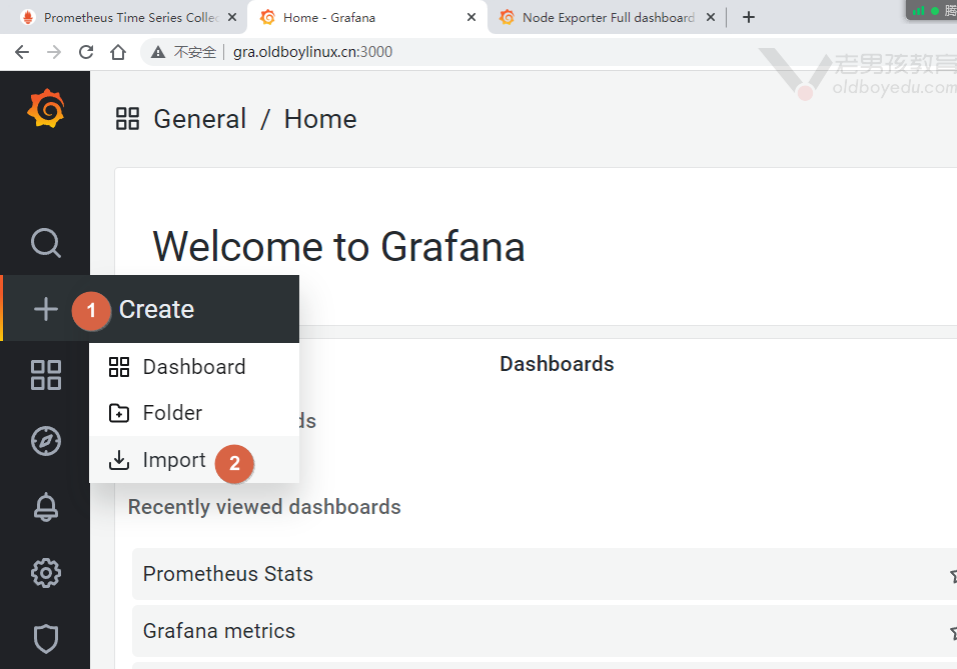 Prometheus Time Series Collec
Home - Grafana
Node Exporter Full dashboard
腾
不安全
gra.oldboylinux.cn:3000
老男孩教育
oldboyedu.com
General / Home
Welcome to Grafana
1
Create
Dashboard
Dashboards
Folder
ds
Import
2
Recently viewed dashboards
Prometheus Stats
Grafana metrics